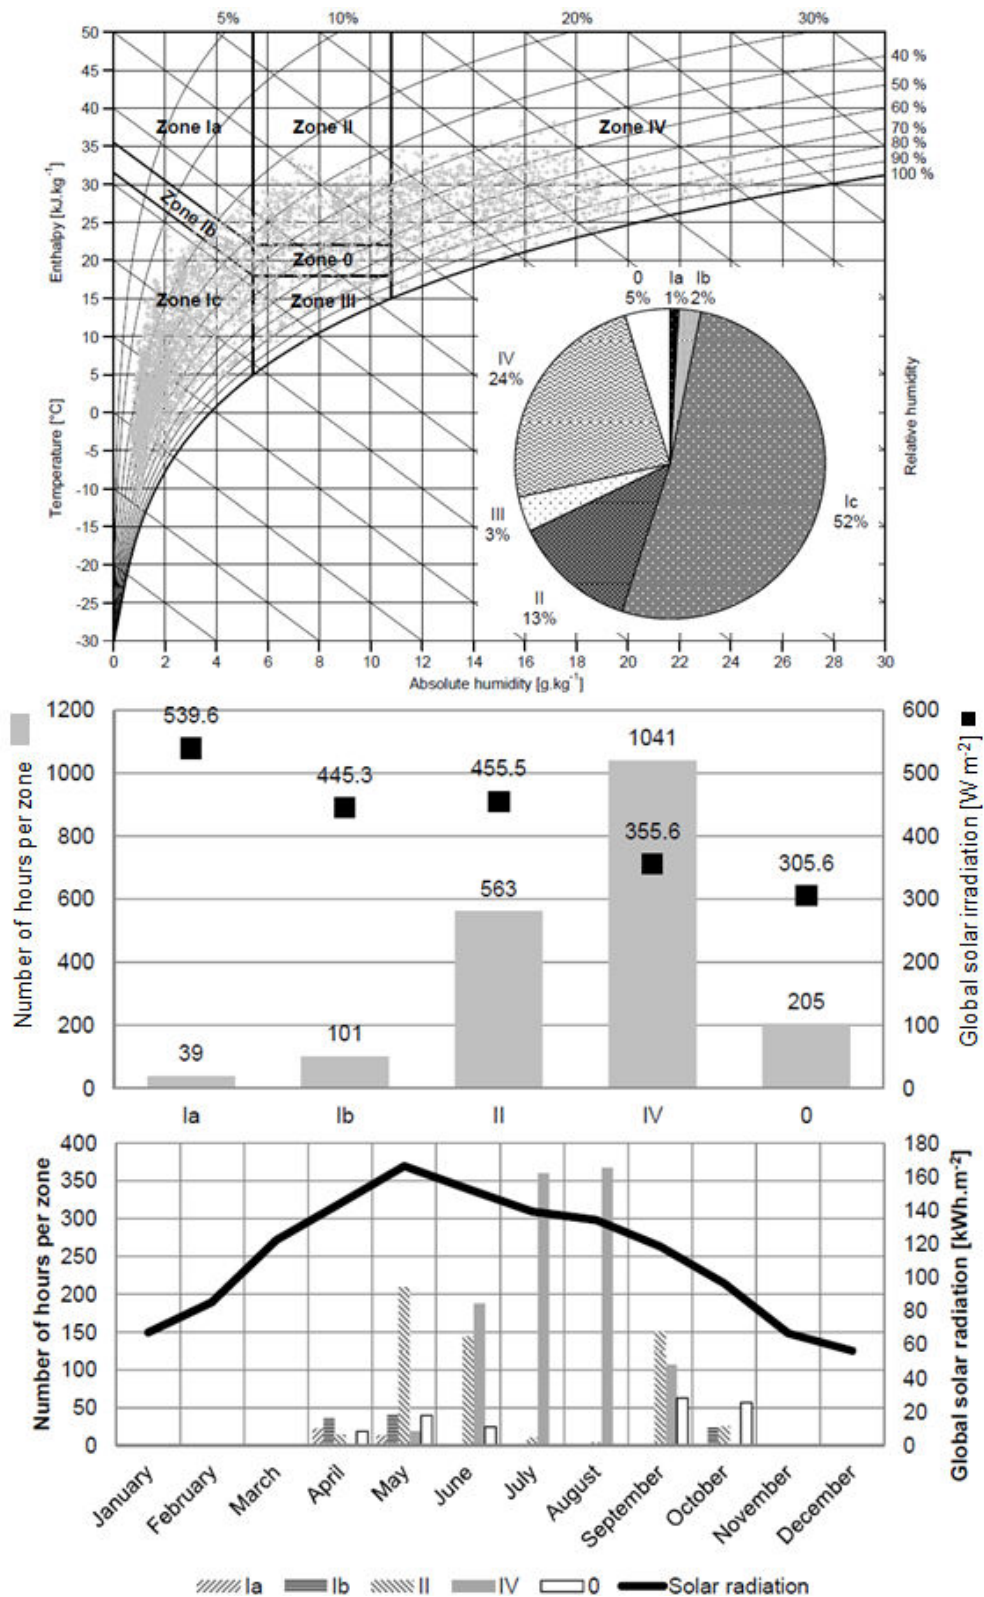 5% 10% 20% 30%
50
45
40
35
30
25
20
15
10
5
0
-5
-10
-15
-20
-25
-30
Enthalpy [kJ.kg-1]
Temperature [°C]
40 %
50 %
60 %
70 %
80 %
90 %
100 %
Relative humidity
Zone Ia
Zone II
Zone IV
Zone Ib
Zone 0
Zone Ic
Zone III
0
5%
Ia
1%
Ib
2%
IV
24%
Ic
52%
III
3%
II
13%
0 2 4 6 8 10 12 14 16 18 20 22 24 26 28 30
Absolute humidity [g.kg-1]
Number of hours per zone
1200
1000
800
600
400
200
0
539.6
445.3
455.5
1041
355.6
305.6
563
205
39
101
600
500
400
300
200
100
0
Global solar irradiation [W m-2]
Ia Ib II IV 0
Number of hours per zone
400
350
300
250
200
150
100
50
0
180
160
140
120
100
80
60
40
20
0
Global solar radiation [kWh.m-2]
January
February
March
April
May
June
July
August
September
October
November
December
Ia Ib II IV 0 Solar radiation